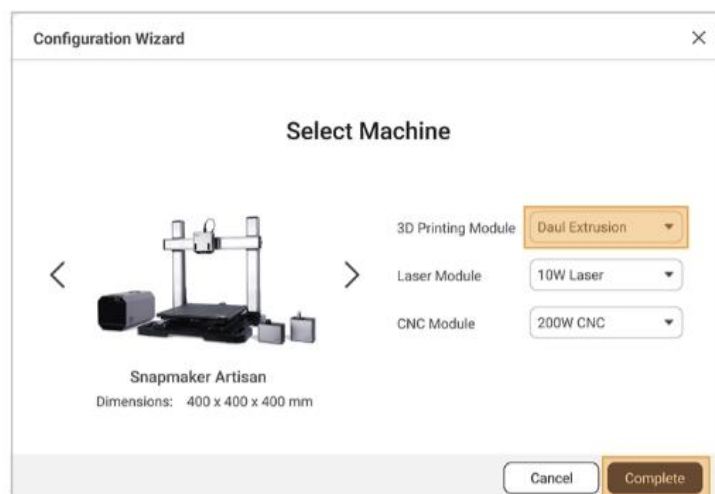 Configuration Wizard
Select Machine
3D Printing Module Daul Extrusion
Laser Module 10W Laser
CNC Module 200W CNC
Snapmaker Artisan
Dimensions: 400 x 400 x 400 mm
Cancel Complete